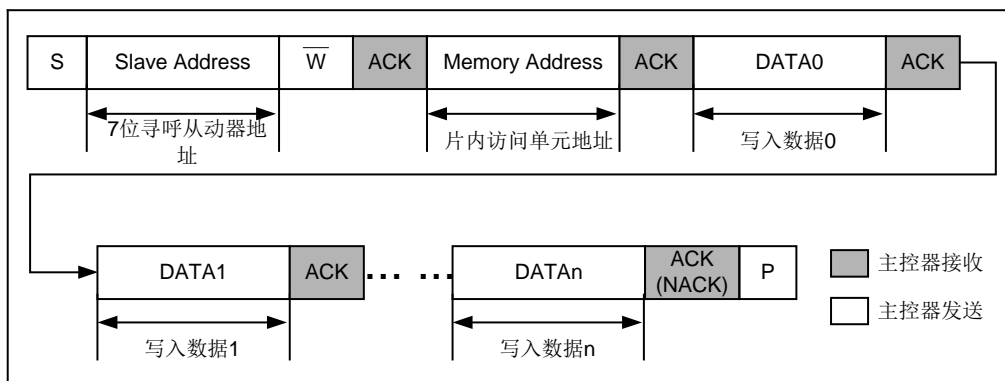 S Slave Address W ACK Memory Address ACK DATA0 ACK
7位寻呼从动器地
址
片内访问单元地址
写入数据0
DATA1 ACK ... ... DATAn ACK
(NACK) P
主控器接收
主控器发送
写入数据1
写入数据n